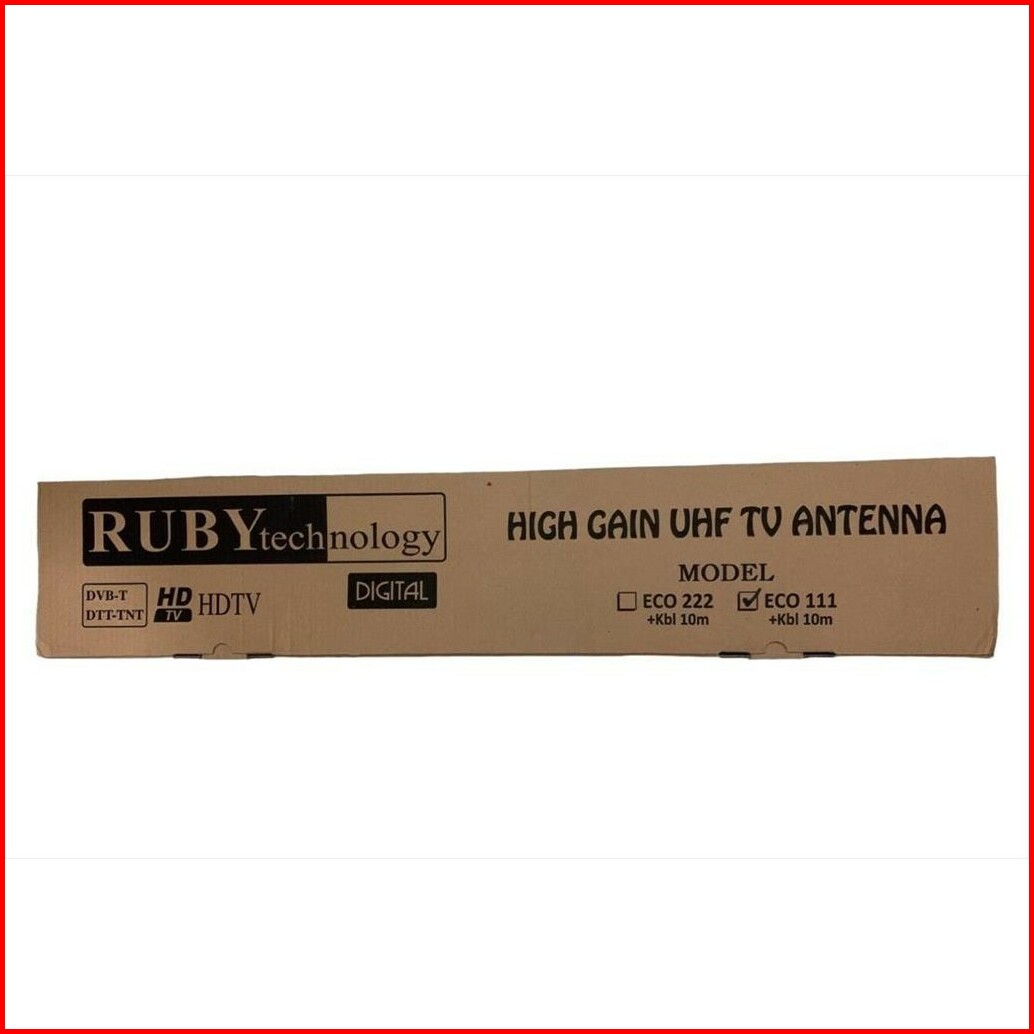 RUBYtechnology
DVB-T
DTT-TNT
HD
TV
HDTV
DIGITAL
HIGH GAIN UHF TV ANTENNA
MODEL
ECO 222
+Kbl 10m
ECO 111
+Kbl 10m